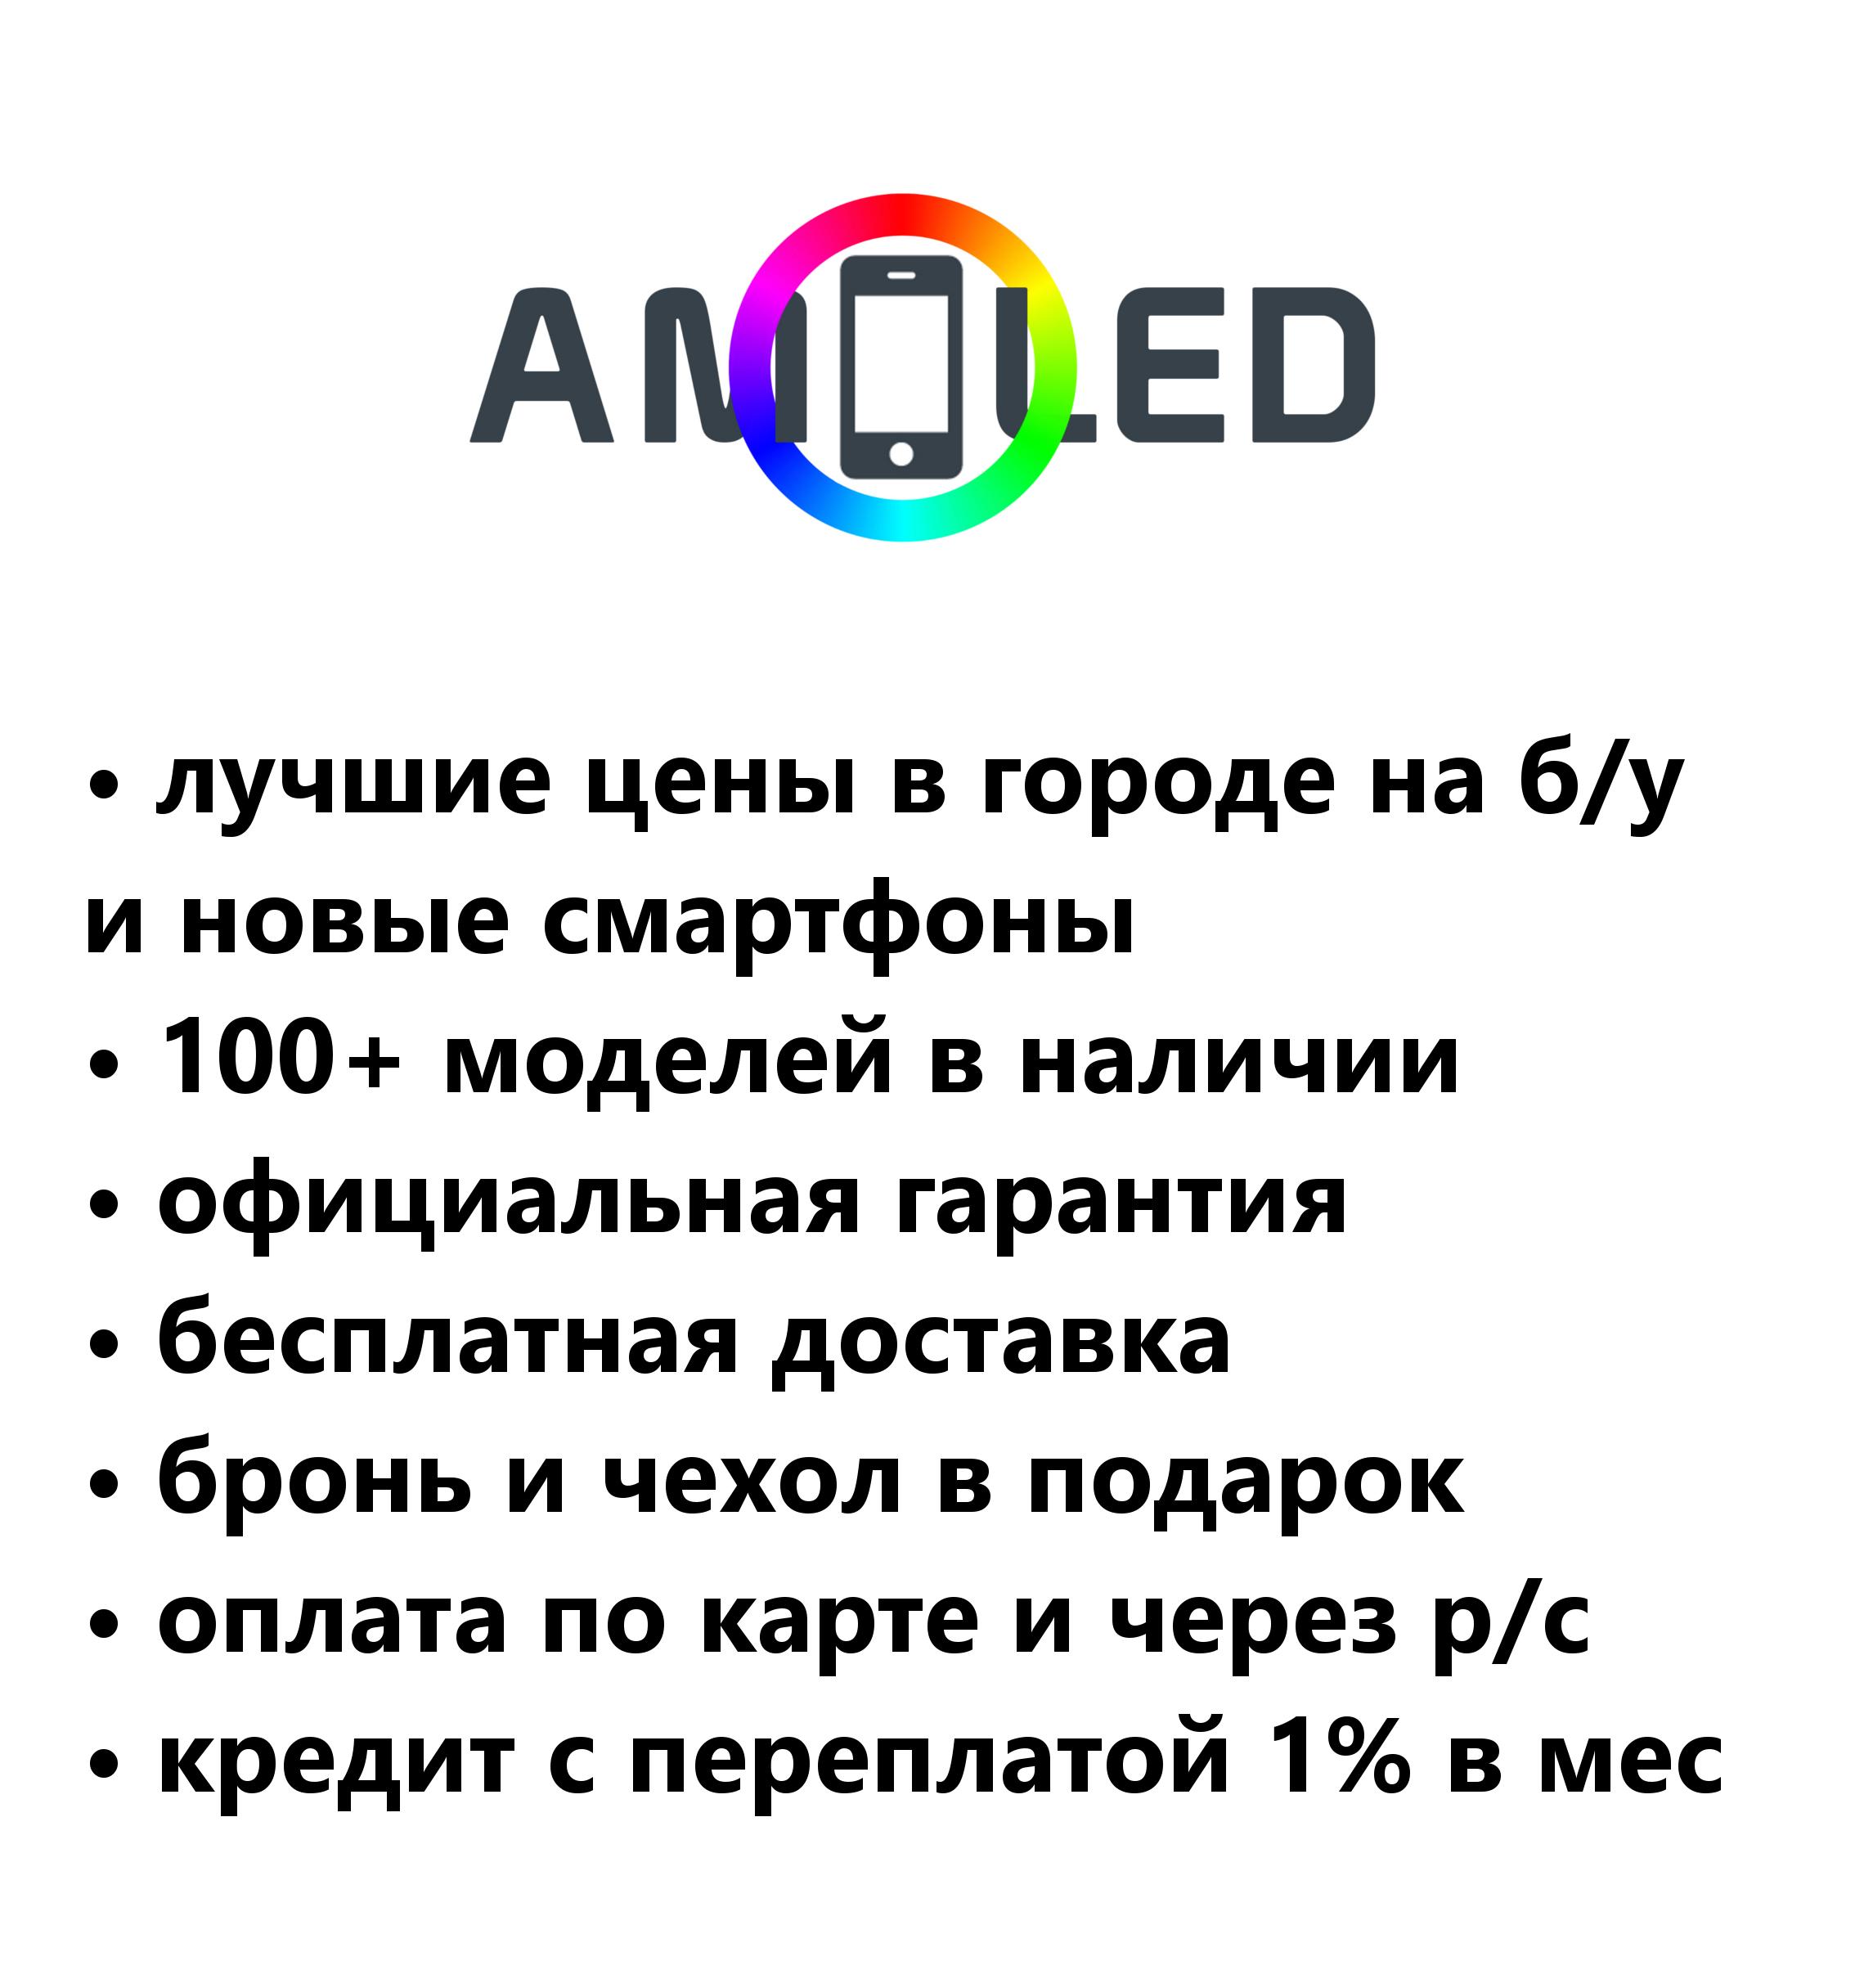 AMOLED
• лучшие цены в городе на б/у
и новые смартфоны
• 100+ моделей в наличии
• официальная гарантия
• бесплатная доставка
• бронь и чехол в подарок
• оплата по карте и через р/с
• кредит с переплатой 1% в мес